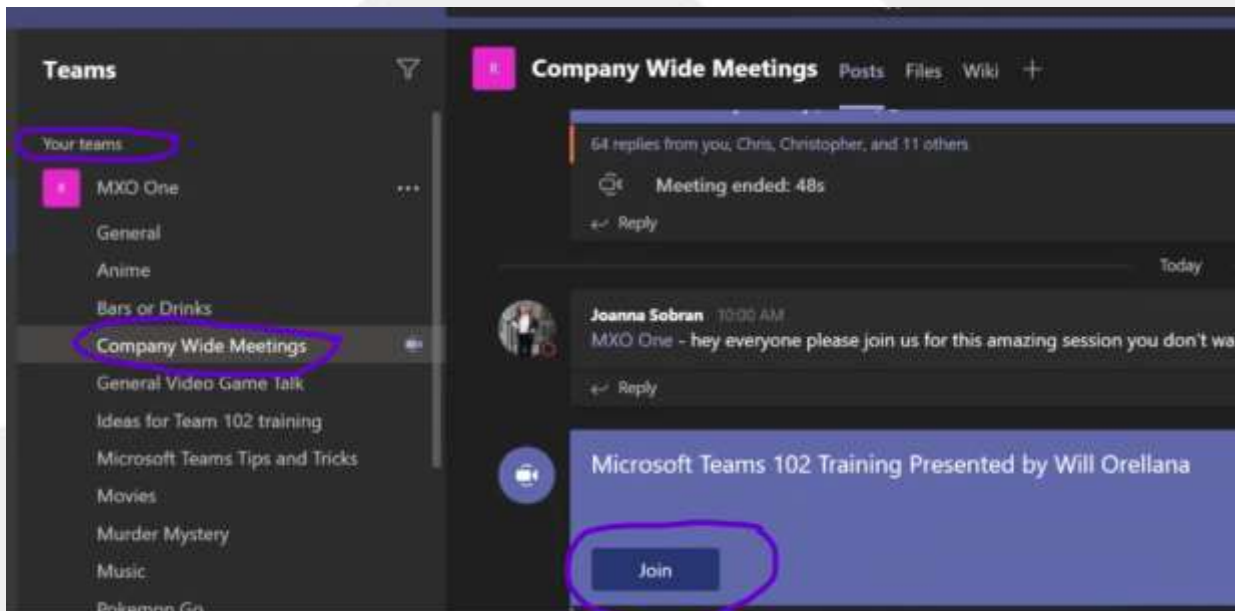 Teams
Your teams
MXO One
General
Anime
Bars or Drinks
Company Wide Meetings
General Video Game Talk
Ideas for Team 102 training
Microsoft Teams Tips and Tricks
Movies
Murder Mystery
Music
Pokemon Go
Company Wide Meetings Posts Files Wiki +
64 replies from you, Chris, Christopher, and 11 others
Meeting ended: 48s
Reply
Today
Joanna Sobran 10:00 AM
MXO One - hey everyone please join us for this amazing session you don't wa
Reply
Microsoft Teams 102 Training Presented by Will Orellana
Join